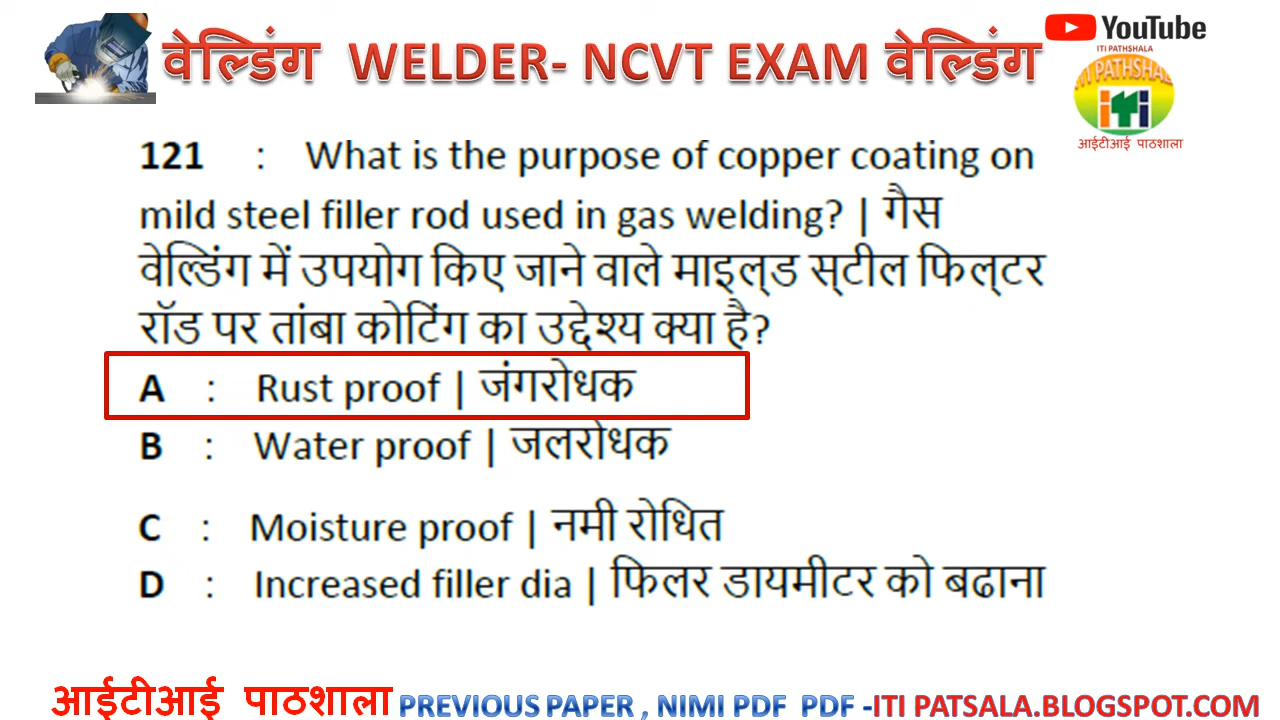 वेल्डिंग WELDER- NCVT EXAM वेल्डिंग
YouTube
ITI PATHSHALA
ITI PATHSHAL
iTi
आईटीआई पाठशाला
121 : What is the purpose of copper coating on
mild steel filler rod used in gas welding? | गैस
वेल्डिंग में उपयोग किए जाने वाले माइल्ड स्टील फिल्टर
रॉड पर तांबा कोटिंग का उद्देश्य क्या है?
A : Rust proof | जंगरोधक
B : Water proof | जलरोधक
C : Moisture proof | नमी रोधित
D : Increased filler dia | फिलर डायमीटर को बढाना
आईटीआई पाठशाला PREVIOUS PAPER , NIMI PDF PDF -ITI PATSALA.BLOGSPOT.COM